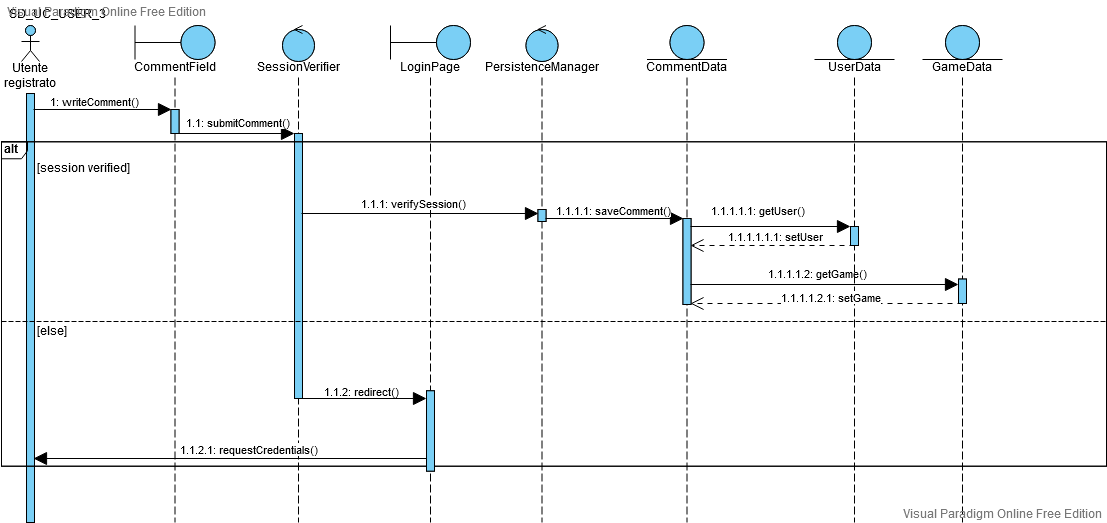 SD_UC_USER_3
Visual Paradigm Online Free Edition
Utente
registrato
CommentField
SessionVerifier
LoginPage
PersistenceManager
CommentData
UserData
GameData
1: writeComment()
1.1: submitComment()
alt
[session verified]
1.1.1: verifySession()
1.1.1.1: saveComment()
1.1.1.1.1: getUser()
1.1.1.1.1.1: setUser
1.1.1.1.2: getGame()
1.1.1.1.2.1: setGame
[else]
1.1.2: redirect()
1.1.2.1: requestCredentials()
Visual Paradigm Online Free Edition